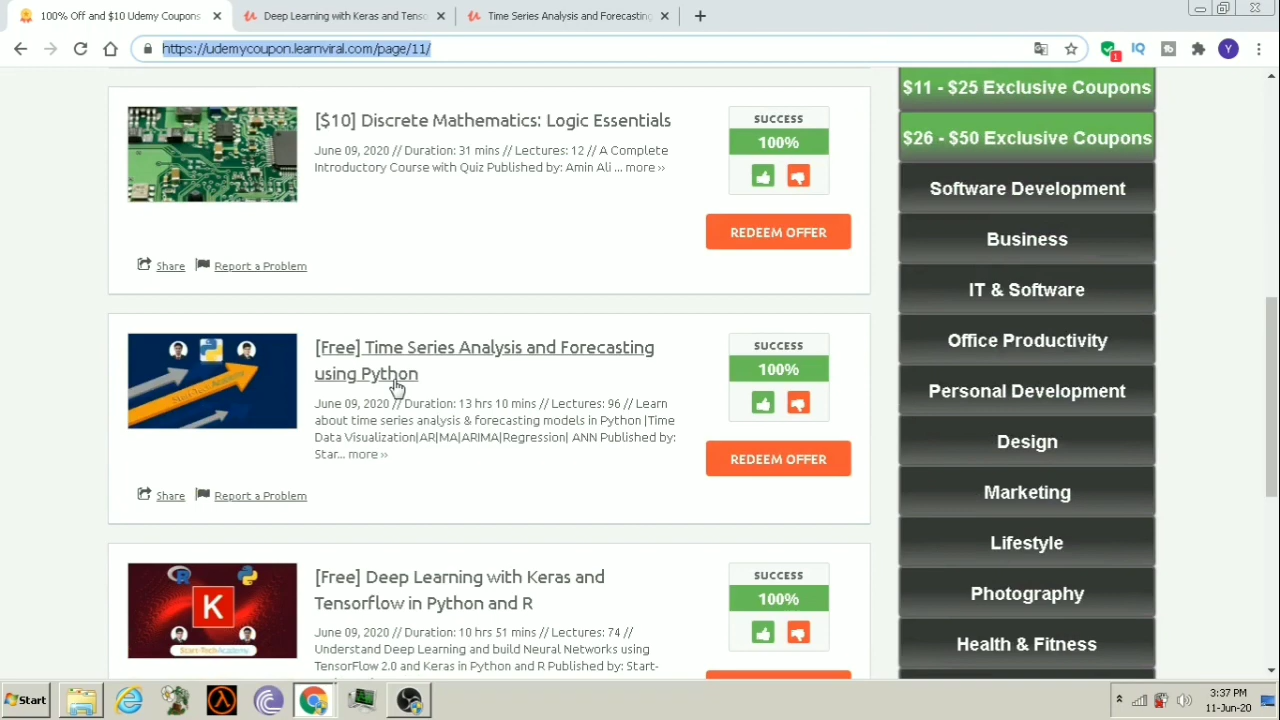 100% Off and $10 Udemy Coupons
Deep Learning with Keras and Tenso
Time Series Analysis and Forecasting
https://udemycoupon.learnviral.com/page/11/
1
IQ
Y
[$10] Discrete Mathematics: Logic Essentials
June 09, 2020 // Duration: 31 mins // Lectures: 12 // A Complete
Introductory Course with Quiz Published by: Amin Ali ... more ››
SUCCESS
100%
REDEEM OFFER
Share
Report a Problem
[Free] Time Series Analysis and Forecasting
using Python
June 09, 2020 // Duration: 13 hrs 10 mins // Lectures: 96 // Learn
about time series analysis & forecasting models in Python |Time
Data Visualization|AR|MA|ARIMA|Regression| ANN Published by:
Star... more ››
SUCCESS
100%
REDEEM OFFER
Share
Report a Problem
R
K
Start-Tech Academy
[Free] Deep Learning with Keras and
Tensorflow in Python and R
June 09, 2020 // Duration: 10 hrs 51 mins // Lectures: 74 //
Understand Deep Learning and build Neural Networks using
TensorFlow 2.0 and Keras in Python and R Published by: Start-
SUCCESS
100%
$11 - $25 Exclusive Coupons
$26 - $50 Exclusive Coupons
Software Development
Business
IT & Software
Office Productivity
Personal Development
Design
Marketing
Lifestyle
Photography
Health & Fitness
Start
3:37 PM
11-Jun-20